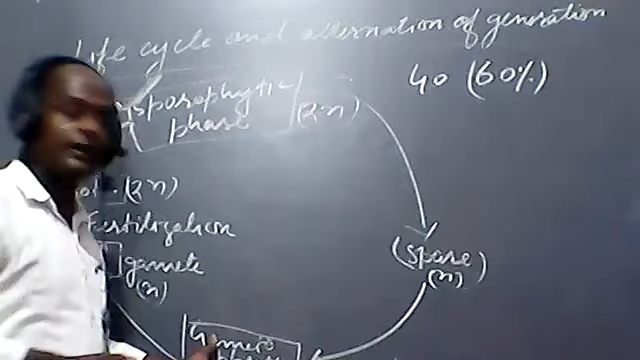 Life cycle and alternation of generation
40 (60%)
sporophytic
phase
(2n)
(2n)
Fertilization
gamete
(n)
(spore)
(n)